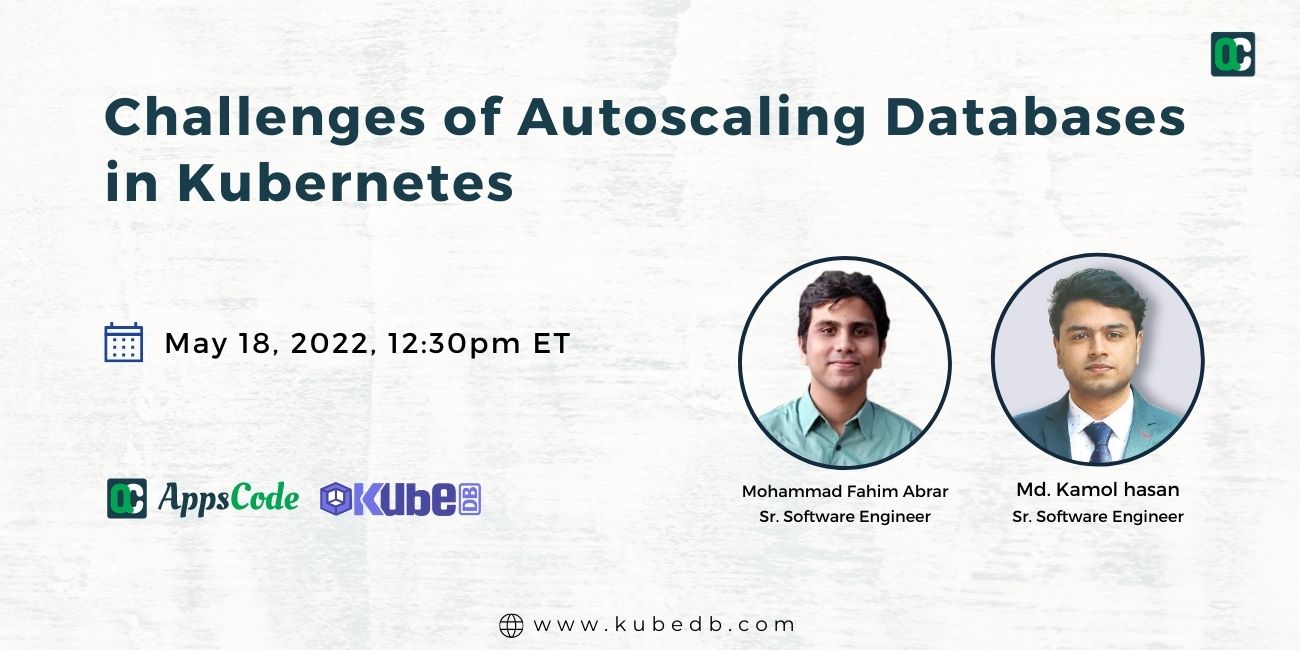 Challenges of Autoscaling Databases
in Kubernetes
May 18, 2022, 12:30pm ET
AppsCode
KUbeDB
Mohammad Fahim Abrar
Sr. Software Engineer
Md. Kamol hasan
Sr. Software Engineer
www.kubedb.com